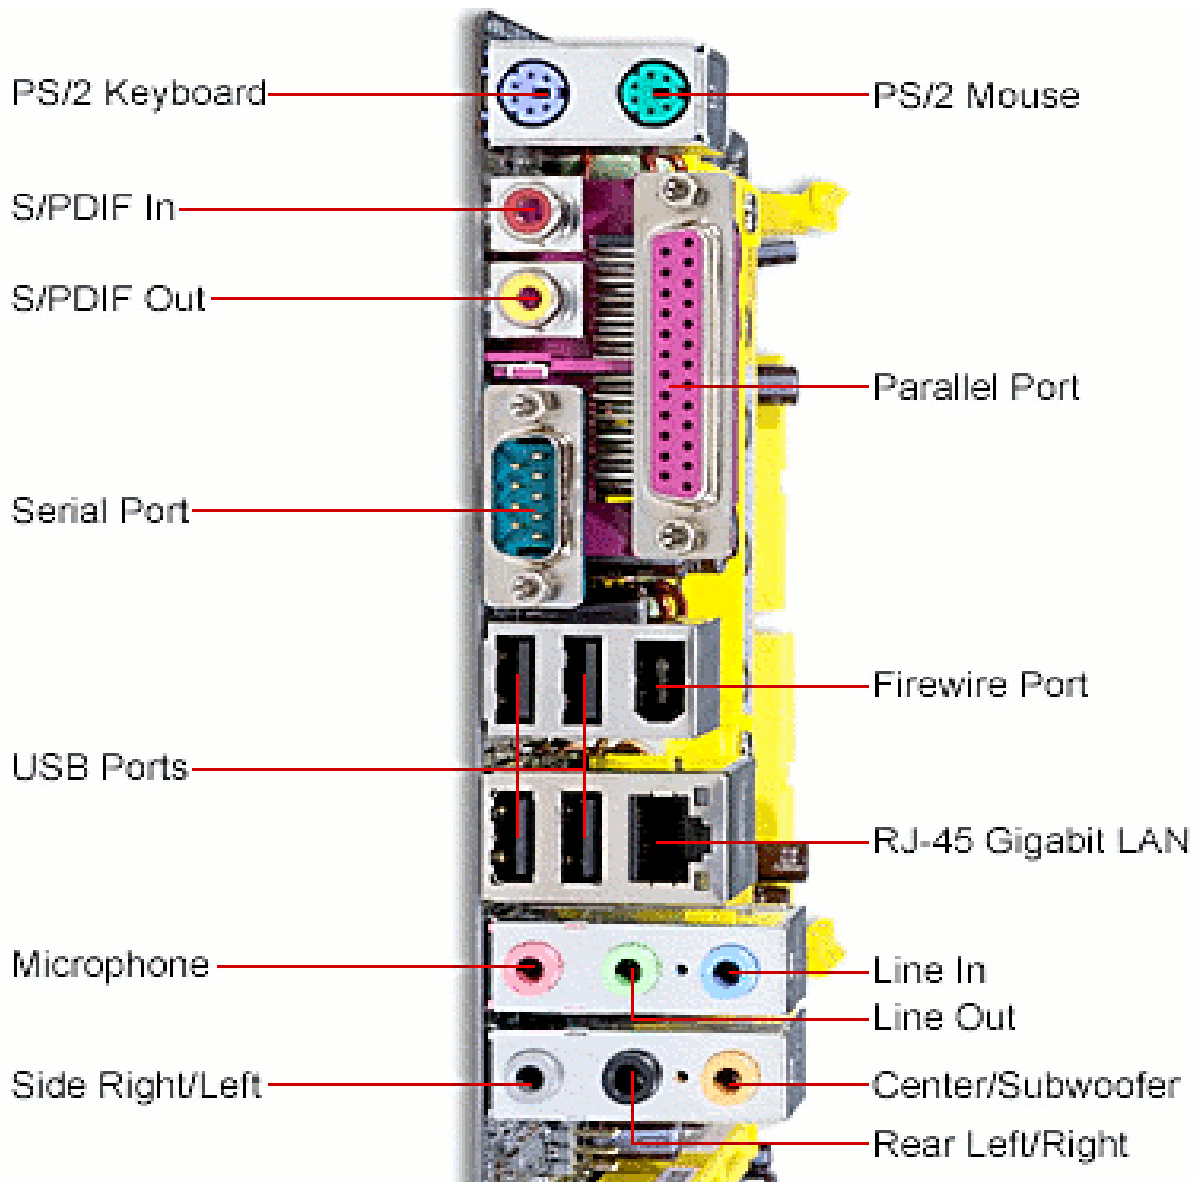 PS/2 Keyboard
PS/2 Mouse
S/PDIF In
S/PDIF Out
Parallel Port
Serial Port
Firewire Port
USB Ports
RJ-45 Gigabit LAN
Microphone
Line In
Line Out
Side Right/Left
Center/Subwoofer
Rear Left/Right